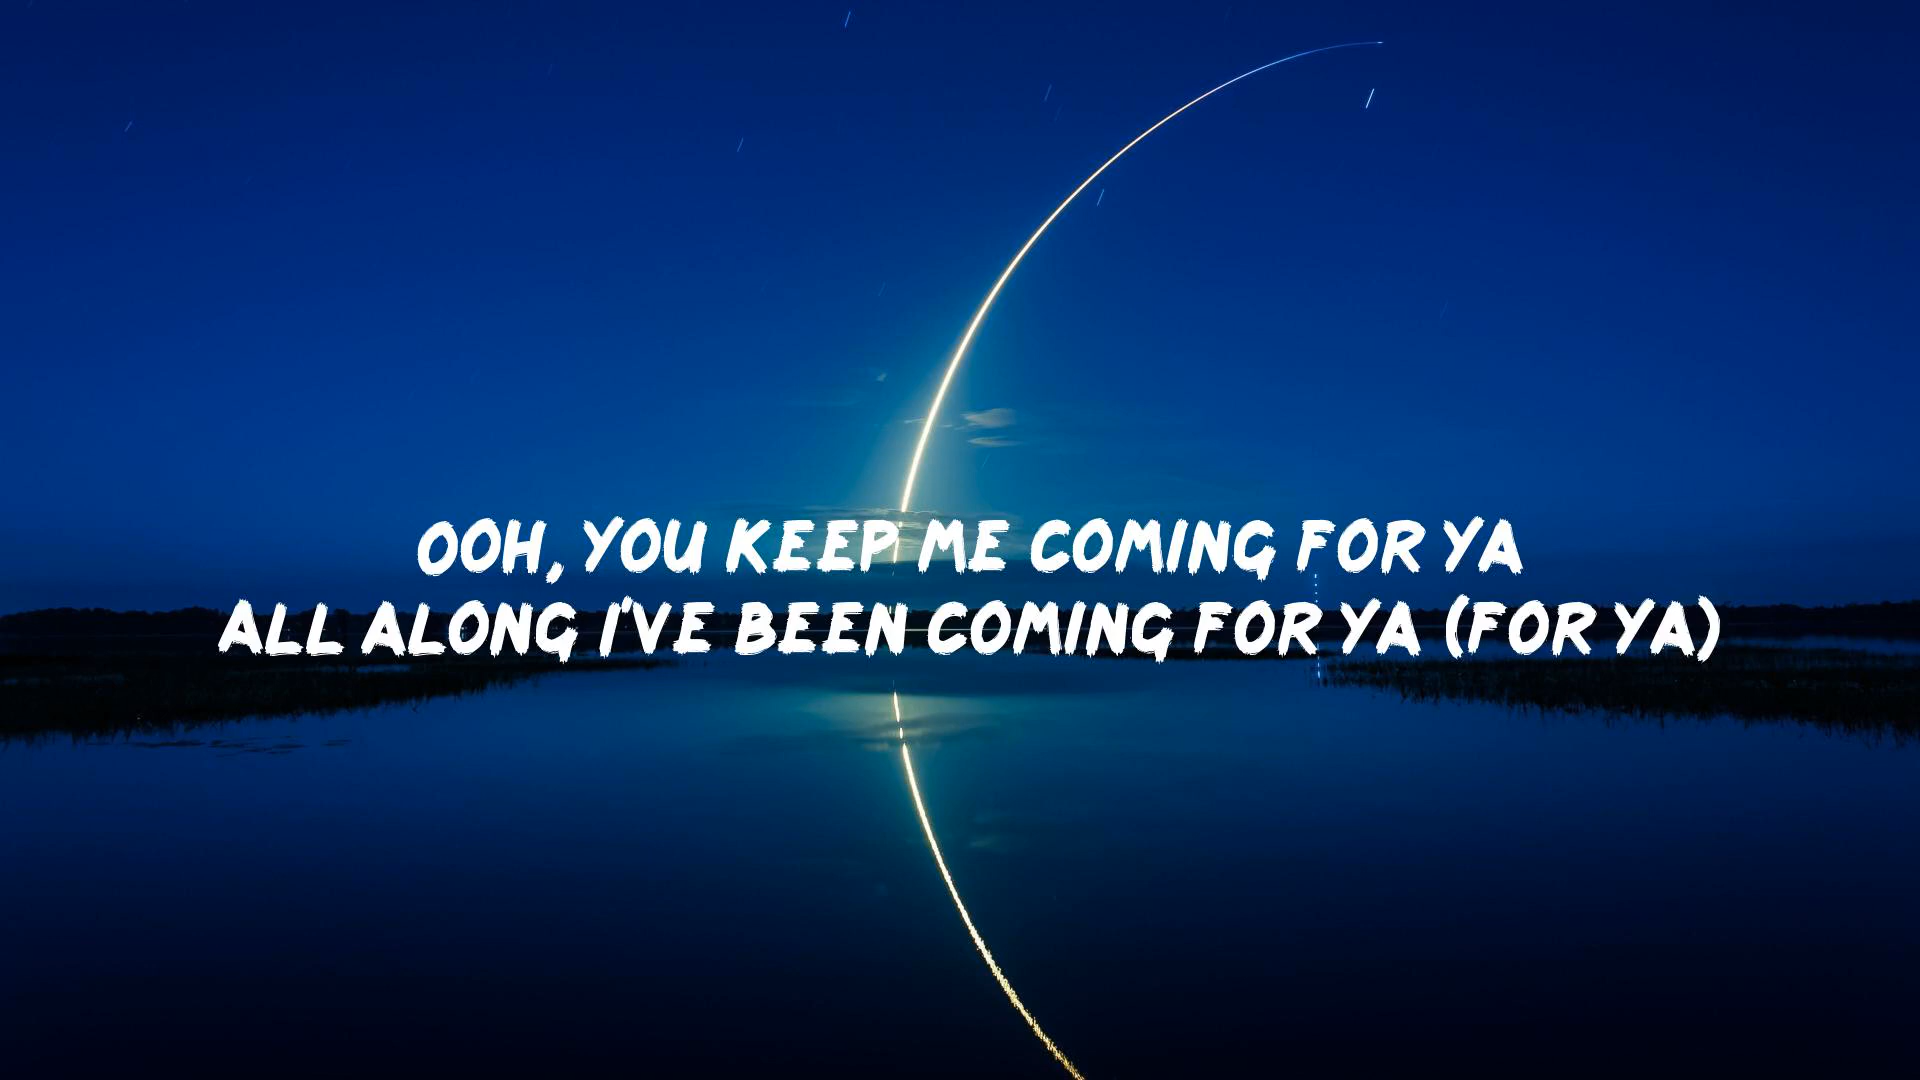 OOH, YOU KEEP ME COMING FOR YA
ALL ALONG I'VE BEEN COMING FOR YA (FOR YA)